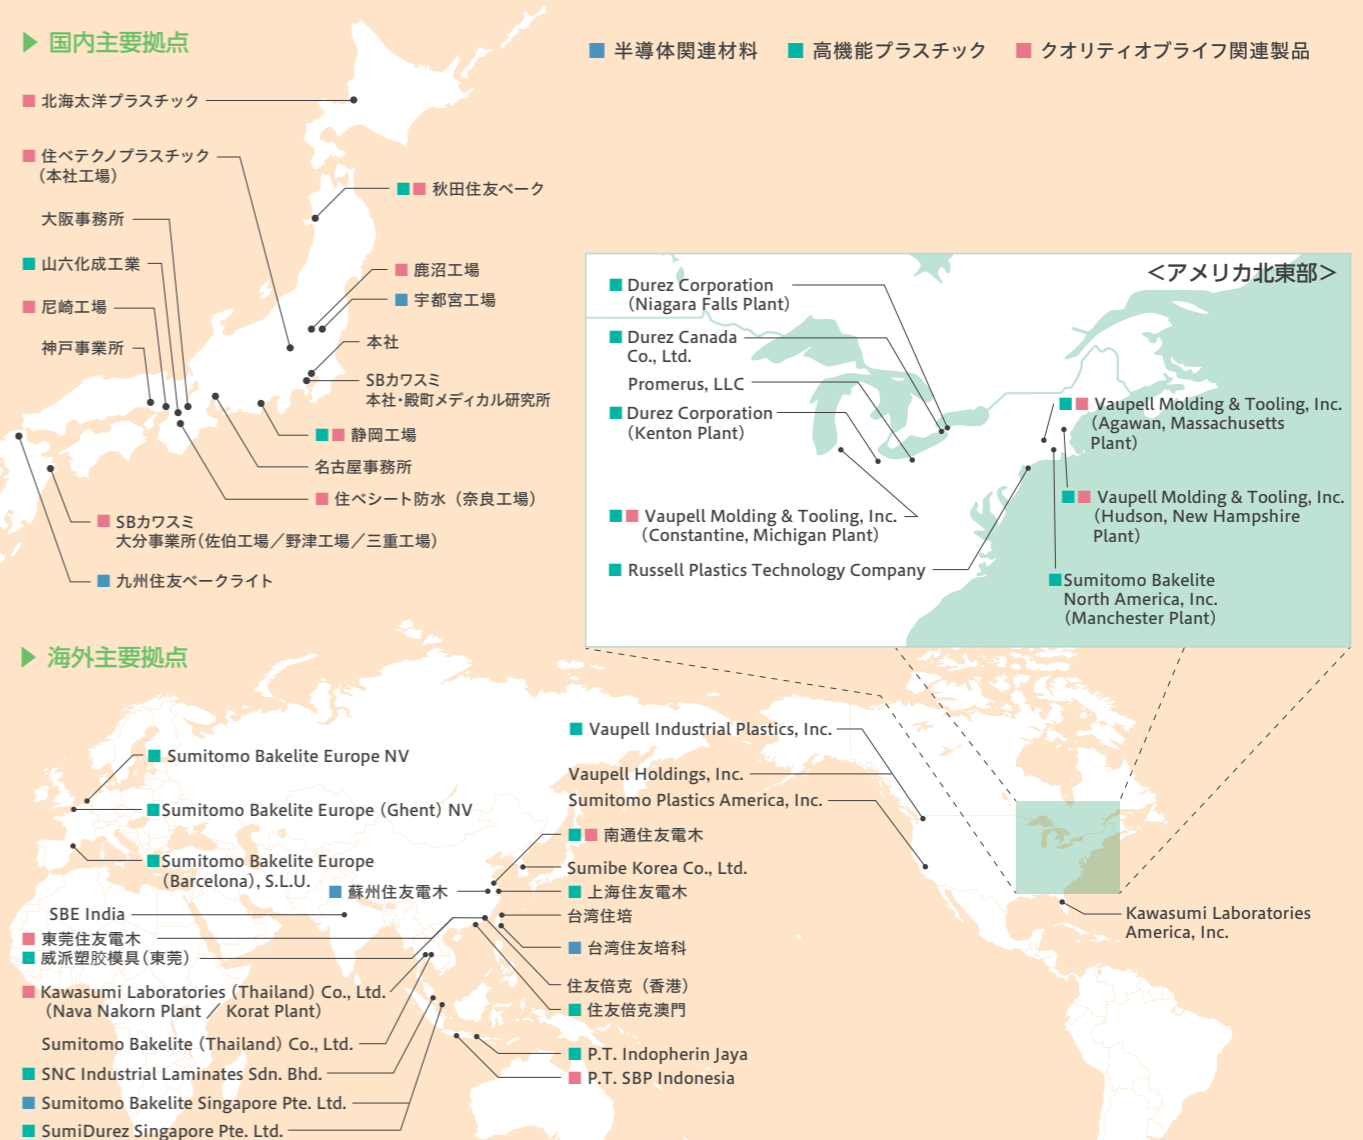 国内主要拠点
半導体関連材料
高機能プラスチック
クオリティオブライフ関連製品
北海太洋プラスチック
住べテクノプラスチック
（本社工場）
大阪事務所
山六化成工業
尼崎工場
神戸事業所
秋田住友ベーク
鹿沼工場
宇都宮工場
本社
SBカワスミ
本社・殿町メディカル研究所
静岡工場
名古屋事務所
住べシート防水（奈良工場）
SBカワスミ
大分事業所（佐伯工場／野津工場／三重工場）
九州住友ベークライト
＜アメリカ北東部＞
Durez Corporation
（Niagara Falls Plant）
Durez Canada
Co., Ltd.
Promerus, LLC
Durez Corporation
（Kenton Plant）
Vaupell Molding & Tooling, Inc.
（Constantine, Michigan Plant）
Russell Plastics Technology Company
Vaupell Molding & Tooling, Inc.
（Agawan, Massachusetts
Plant）
Vaupell Molding & Tooling, Inc.
（Hudson, New Hampshire
Plant）
Sumitomo Bakelite
North America, Inc.
（Manchester Plant）
海外主要拠点
Sumitomo Bakelite Europe NV
Sumitomo Bakelite Europe（Ghent）NV
Sumitomo Bakelite Europe
（Barcelona）, S.L.U.
蘇州住友電木
SBE India
東莞住友電木
威派塑胶模具（東莞）
Kawasumi Laboratories（Thailand）Co., Ltd.
（Nava Nakorn Plant ／ Korat Plant）
Sumitomo Bakelite（Thailand）Co., Ltd.
SNC Industrial Laminates Sdn. Bhd.
Sumitomo Bakelite Singapore Pte. Ltd.
SumiDurez Singapore Pte. Ltd.
Vaupell Industrial Plastics, Inc.
Vaupell Holdings, Inc.
Sumitomo Plastics America, Inc.
南通住友電木
Sumibe Korea Co., Ltd.
上海住友電木
台湾住培
台湾住友培科
住友倍克（香港）
住友倍克澳門
P.T. Indopherin Jaya
P.T. SBP Indonesia
Kawasumi Laboratories
America, Inc.